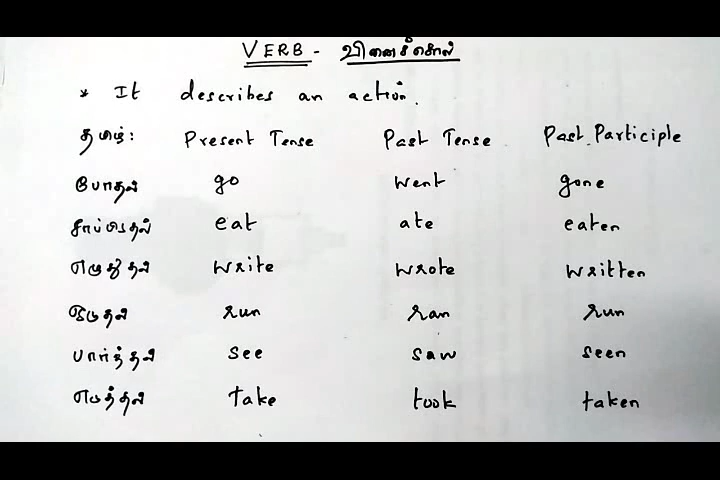 VERB - வினைச்சொல்
* It describes an action.
தமிழ்: Present Tense Past Tense Past Participle
போதல் go went gone
சாப்பிடுதல் eat ate eaten
எழுதுதல் write wrote written
ஓடுதல் run ran run
பார்த்தல் see saw seen
எடுத்தல் take took taken